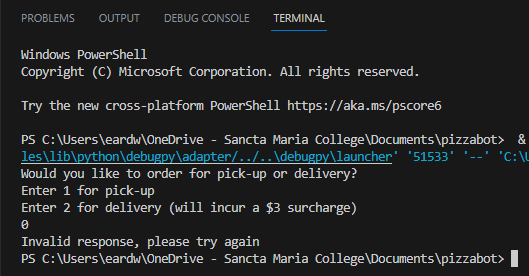 PROBLEMS OUTPUT DEBUG CONSOLE TERMINAL
Windows PowerShell
Copyright (C) Microsoft Corporation. All rights reserved.
Try the new cross-platform PowerShell https://aka.ms/pscore6
PS C:\Users\eardw\OneDrive - Sancta Maria College\Documents\pizzabot>  &
les\lib\python\debugpy\adapter/../..\debugpy\launcher' '51533' '--' 'C:\U
Would you like to order for pick-up or delivery?
Enter 1 for pick-up
Enter 2 for delivery (will incur a $3 surcharge)
0
Invalid response, please try again
PS C:\Users\eardw\OneDrive - Sancta Maria College\Documents\pizzabot>